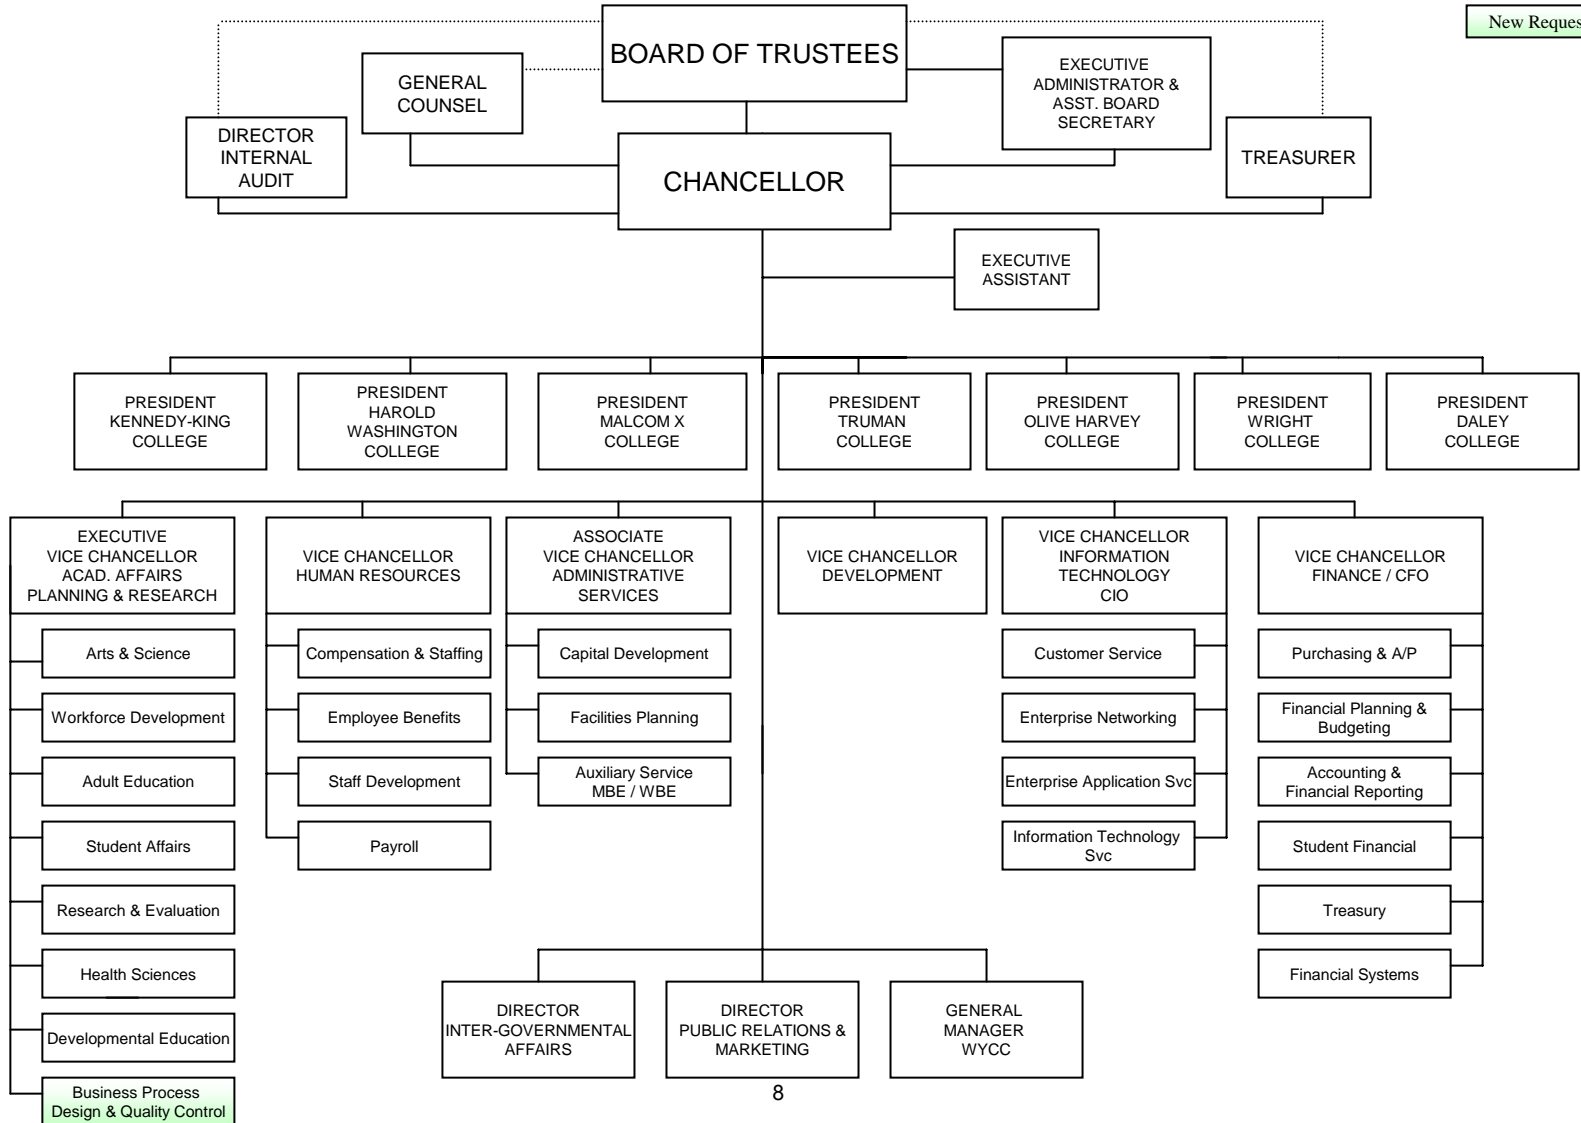 BOARD OF TRUSTEES
New Reques
GENERAL
COUNSEL
EXECUTIVE
ADMINISTRATOR &
ASST. BOARD
SECRETARY
DIRECTOR
INTERNAL
AUDIT
CHANCELLOR
TREASURER
EXECUTIVE
ASSISTANT
PRESIDENT
KENNEDY-KING
COLLEGE
PRESIDENT
HAROLD
WASHINGTON
COLLEGE
PRESIDENT
MALCOM X
COLLEGE
PRESIDENT
TRUMAN
COLLEGE
PRESIDENT
OLIVE HARVEY
COLLEGE
PRESIDENT
WRIGHT
COLLEGE
PRESIDENT
DALEY
COLLEGE
EXECUTIVE
VICE CHANCELLOR
ACAD. AFFAIRS
PLANNING & RESEARCH
Arts & Science
Workforce Development
Adult Education
Student Affairs
Research & Evaluation
Health Sciences
Developmental Education
Business Process
Design & Quality Control
VICE CHANCELLOR
HUMAN RESOURCES
Compensation & Staffing
Employee Benefits
Staff Development
Payroll
ASSOCIATE
VICE CHANCELLOR
ADMINISTRATIVE
SERVICES
Capital Development
Facilities Planning
Auxiliary Service
MBE / WBE
VICE CHANCELLOR
DEVELOPMENT
VICE CHANCELLOR
INFORMATION
TECHNOLOGY
CIO
Customer Service
Enterprise Networking
Enterprise Application Svc
Information Technology
Svc
VICE CHANCELLOR
FINANCE / CFO
Purchasing & A/P
Financial Planning &
Budgeting
Accounting &
Financial Reporting
Student Financial
Treasury
Financial Systems
DIRECTOR
INTER-GOVERNMENTAL
AFFAIRS
DIRECTOR
PUBLIC RELATIONS &
MARKETING
GENERAL
MANAGER
WYCC
8